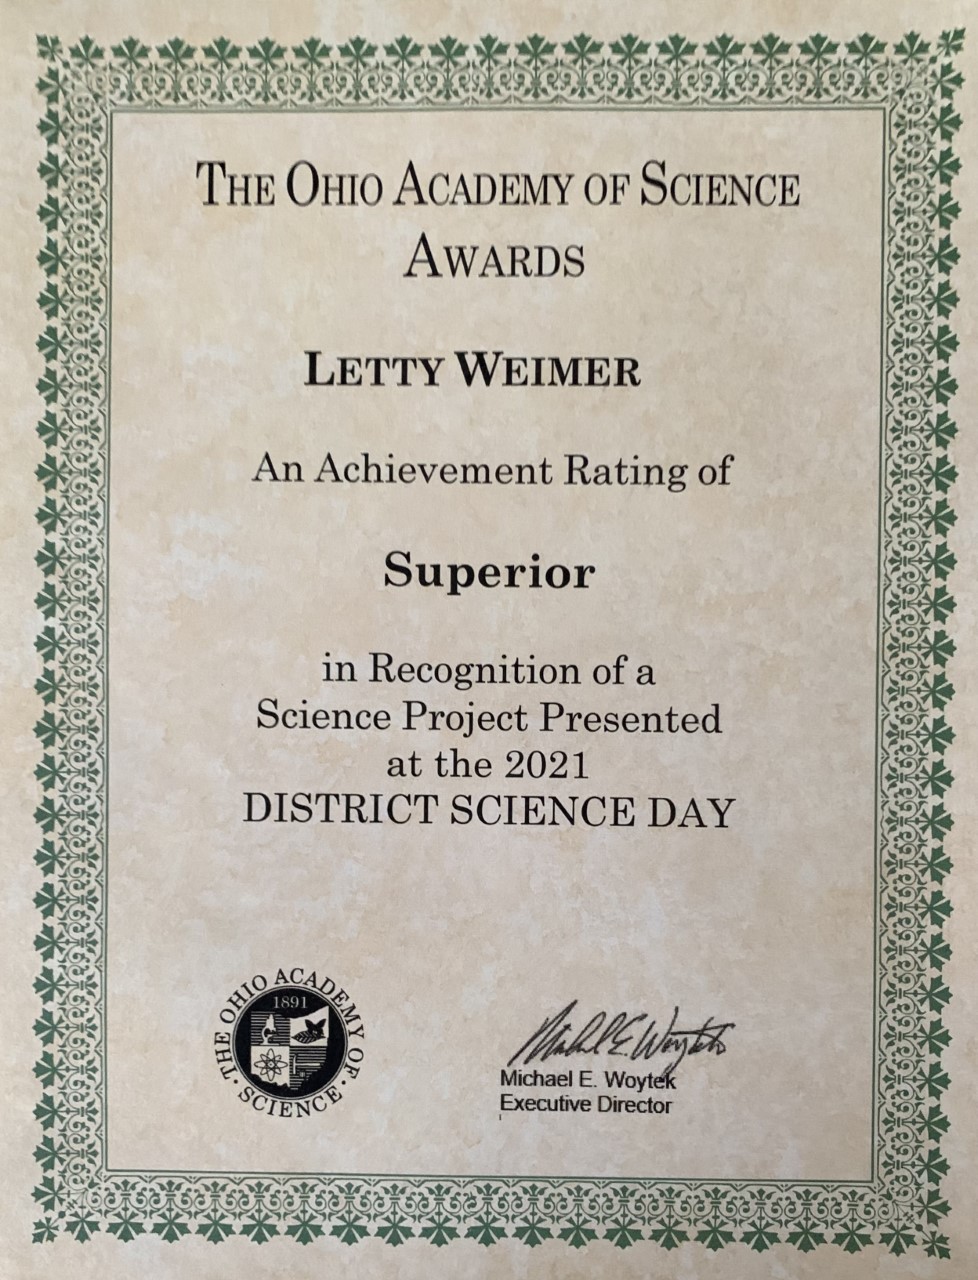 THE OHIO ACADEMY OF SCIENCE
AWARDS
LETTY WEIMER
An Achievement Rating of
Superior
in Recognition of a
Science Project Presented
at the 2021
DISTRICT SCIENCE DAY
THE OHIO ACADEMY OF
· SCIENCE ·
1891
Michael E. Woytek
Michael E. Woytek
Executive Director